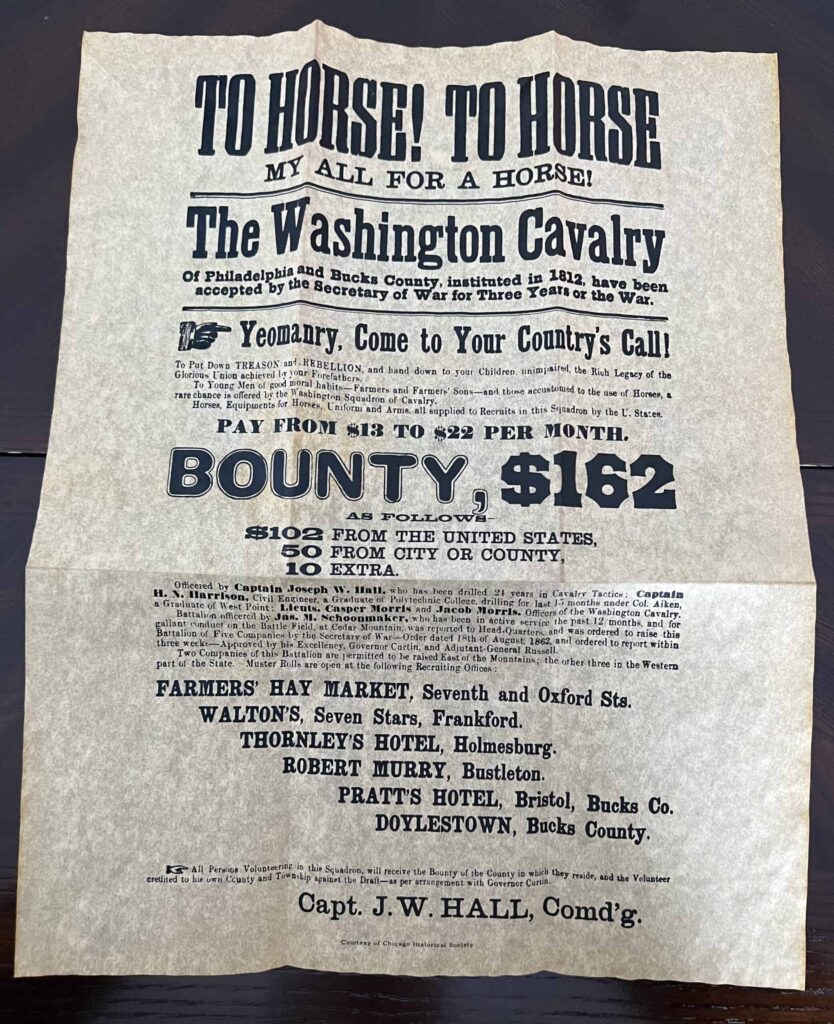 TO HORSE! TO HORSE
MY ALL FOR A HORSE!
The Washington Cavalry
Of Philadelphia and Bucks County, instituted in 1812, have been
accepted by the Secretary of War for Three Years or the War.
Yeomanry, Come to Your Country's Call!
To Put Down TREASON and REBELLION, and hand down to your Children, unimpaired, the Rich Legacy of the
Glorious Union achieved by your Forefathers.
To Young Men of good moral habits—Farmers and Farmers' Sons—and those accustomed to the use of Horses, a
rare chance is offered by the Washington Squadron of Cavalry.
Horses, Equipments for Horses, Uniform and Arms, all supplied to Recruits in this Squadron by the U. States.
PAY FROM $13 TO $22 PER MONTH.
BOUNTY, $162
AS FOLLOWS—
$102 FROM THE UNITED STATES,
50 FROM CITY OR COUNTY,
10 EXTRA.
Officered by Captain Joseph W. Hall, who has been drilled 2½ years in Cavalry Tactics; Captain
H. N. Harrison, Civil Engineer, a Graduate of Polytechnic College, drilling for last 15 months under Col. Aiken,
a Graduate of West Point; Lieuts. Casper Morris and Jacob Morris, Officers of the Washington Cavalry.
Battalion officered by Jas. M. Schoonmaker, who has been in active service the past 12 months, and for
gallant conduct on the Battle Field, at Cedar Mountain, was reported to Head-Quarters, and was ordered to raise this
Battalion of Five Companies by the Secretary of War—Order dated 18th of August, 1862, and ordered to report within
three weeks—Approved by his Excellency, Governor Curtin, and Adjutant-General Russell.
Two Companies of this Battalion are permitted to be raised East of the Mountains; the other three in the Western
part of the State. Muster Rolls are open at the following Recruiting Offices:
FARMERS' HAY MARKET, Seventh and Oxford Sts.
WALTON'S, Seven Stars, Frankford.
THORNLEY'S HOTEL, Holmesburg.
ROBERT MURRY, Bustleton.
PRATT'S HOTEL, Bristol, Bucks Co.
DOYLESTOWN, Bucks County.
All Persons Volunteering in this Squadron, will receive the Bounty of the County in which they reside, and the Volunteer
credited to his own County and Township against the Draft—as per arrangement with Governor Curtin.
Capt. J. W. HALL, Comd'g.
Courtesy of Chicago Historical Society